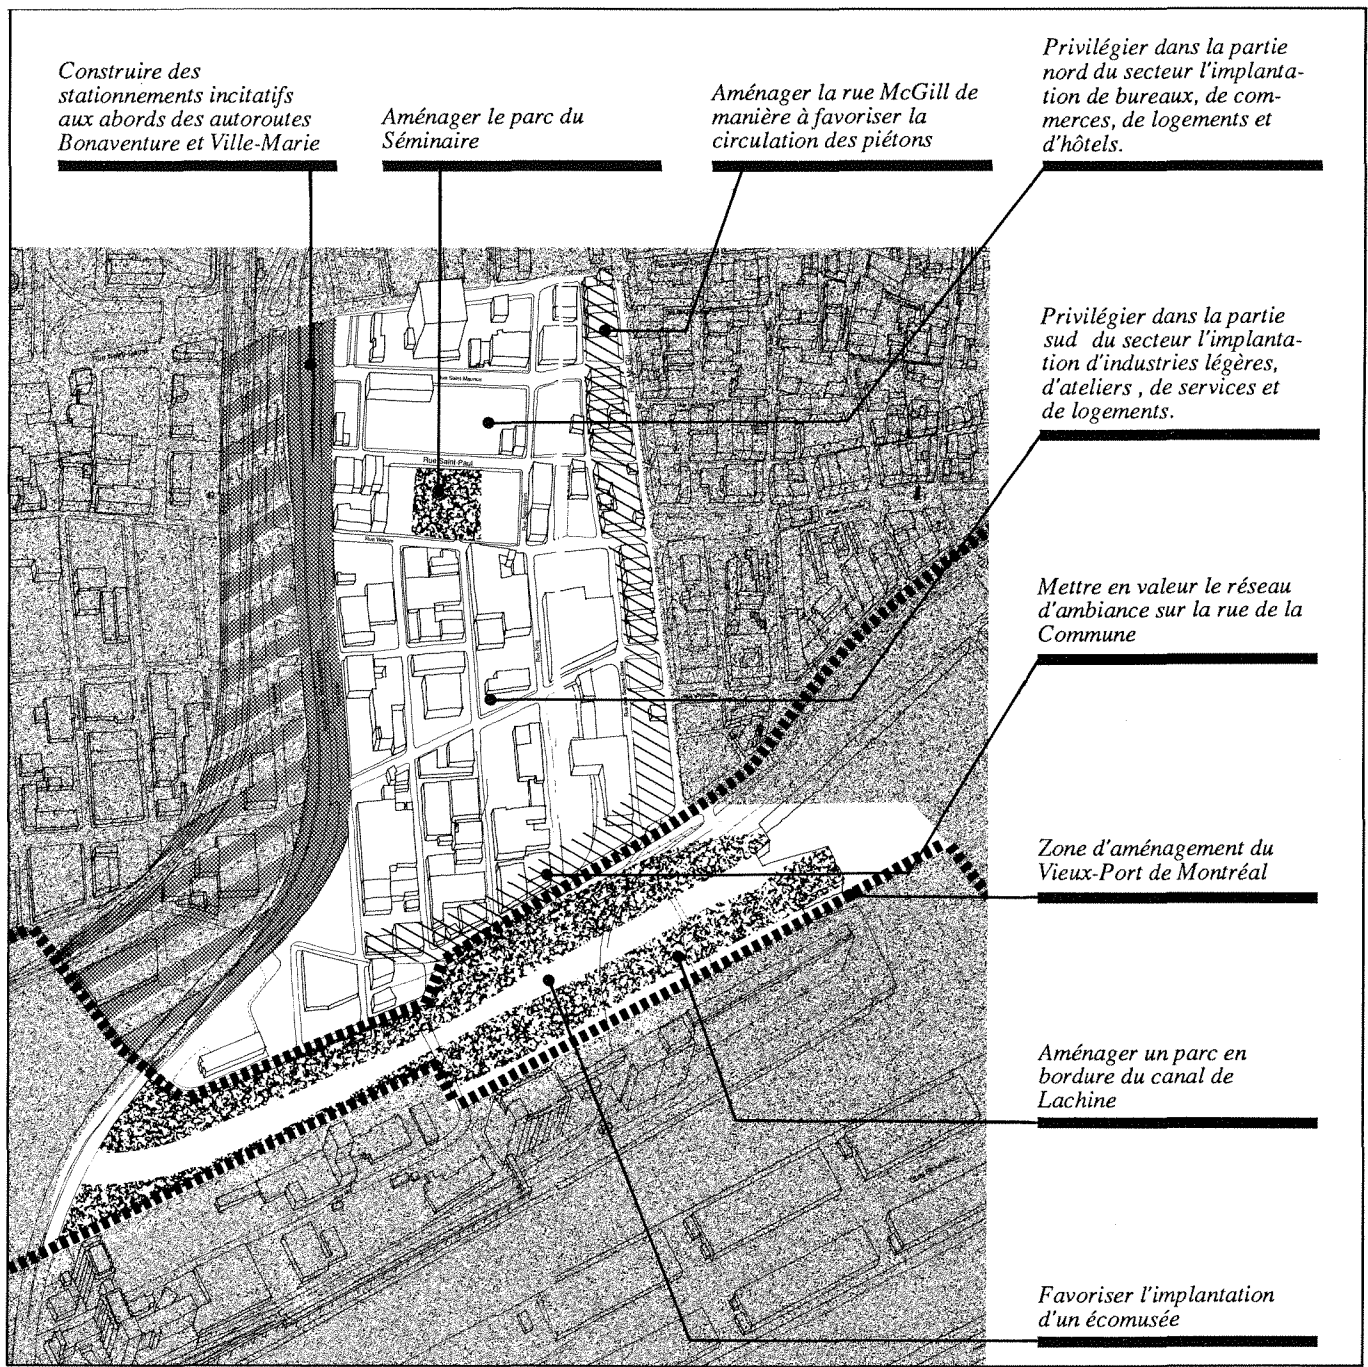 Construire des
stationnements incitatifs
aux abords des autoroutes
Bonaventure et Ville-Marie
Aménager le parc du
Séminaire
Aménager la rue McGill de
manière à favoriser la
circulation des piétons
Privilégier dans la partie
nord du secteur l'implanta-
tion de bureaux, de com-
merces, de logements et
d'hôtels.
Privilégier dans la partie
sud du secteur l'implanta-
tion d'industries légères,
d'ateliers , de services et
de logements.
Mettre en valeur le réseau
d'ambiance sur la rue de la
Commune
Zone d'aménagement du
Vieux-Port de Montréal
Aménager un parc en
bordure du canal de
Lachine
Favoriser l'implantation
d'un écomusée
Rue Saint-Maurice
Rue Saint-Paul
Rue William